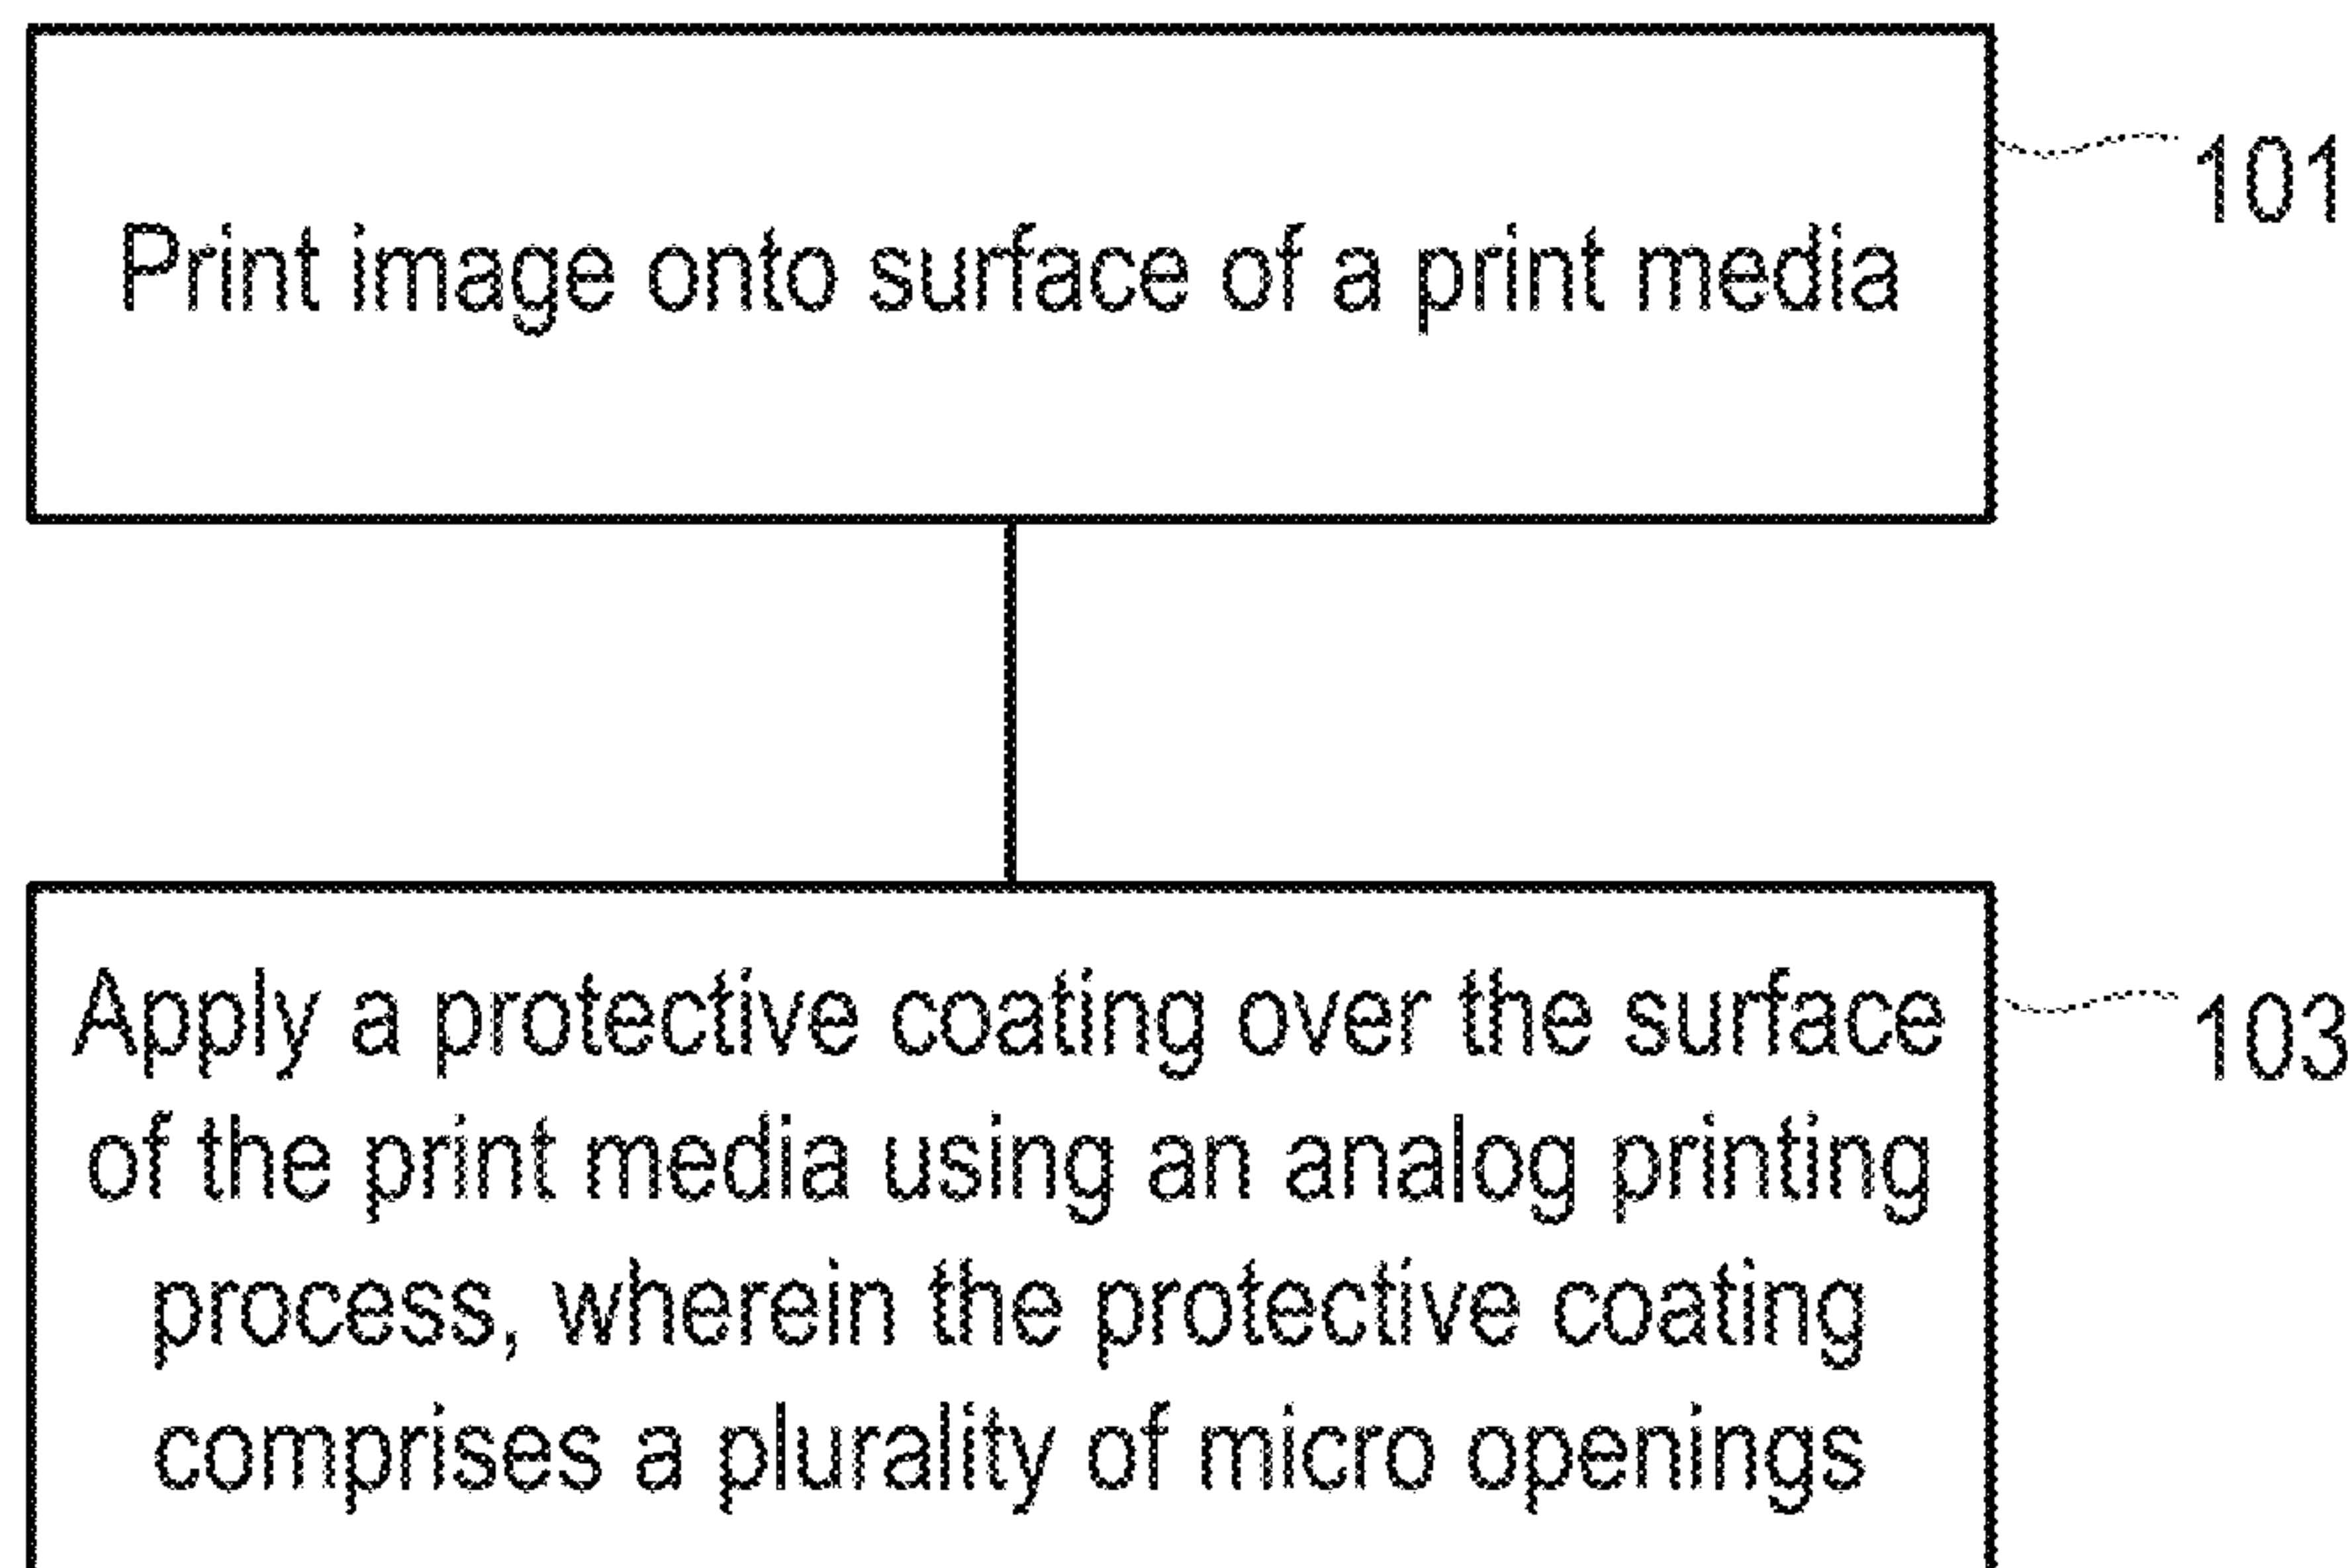 Print image onto surface of a print media
101
Apply a protective coating over the surface
of the print media using an analog printing
process, wherein the protective coating
comprises a plurality of micro openings
103